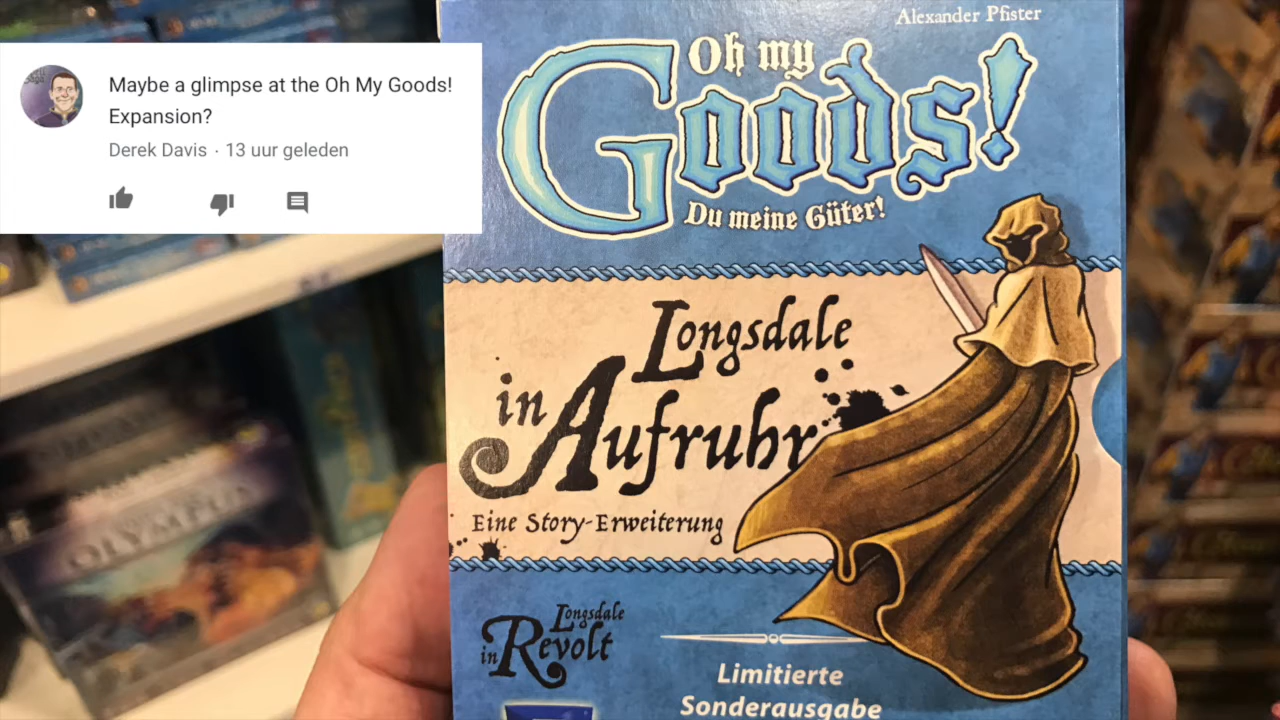 Maybe a glimpse at the Oh My Goods!
Expansion?
Derek Davis · 13 uur geleden
Alexander Pfister
Oh my
Goods!
Du meine Güter!
Longsdale
in Aufruhr
Eine Story-Erweiterung
Longsdale
in Revolt
Limitierte
Sonderausgabe
OLYMPUS